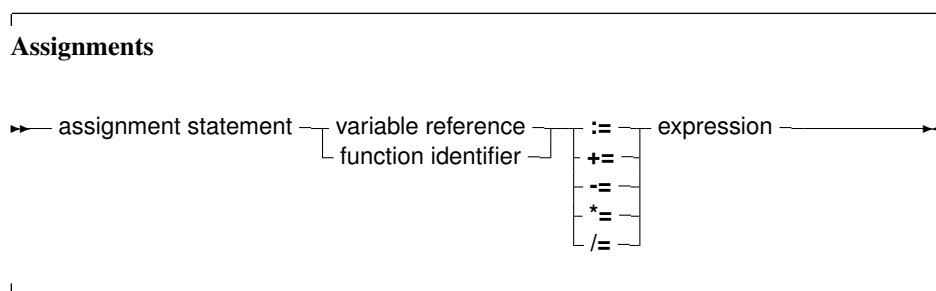 Assignments
assignment statement variable reference := expression
function identifier +=
-=
*=
/=